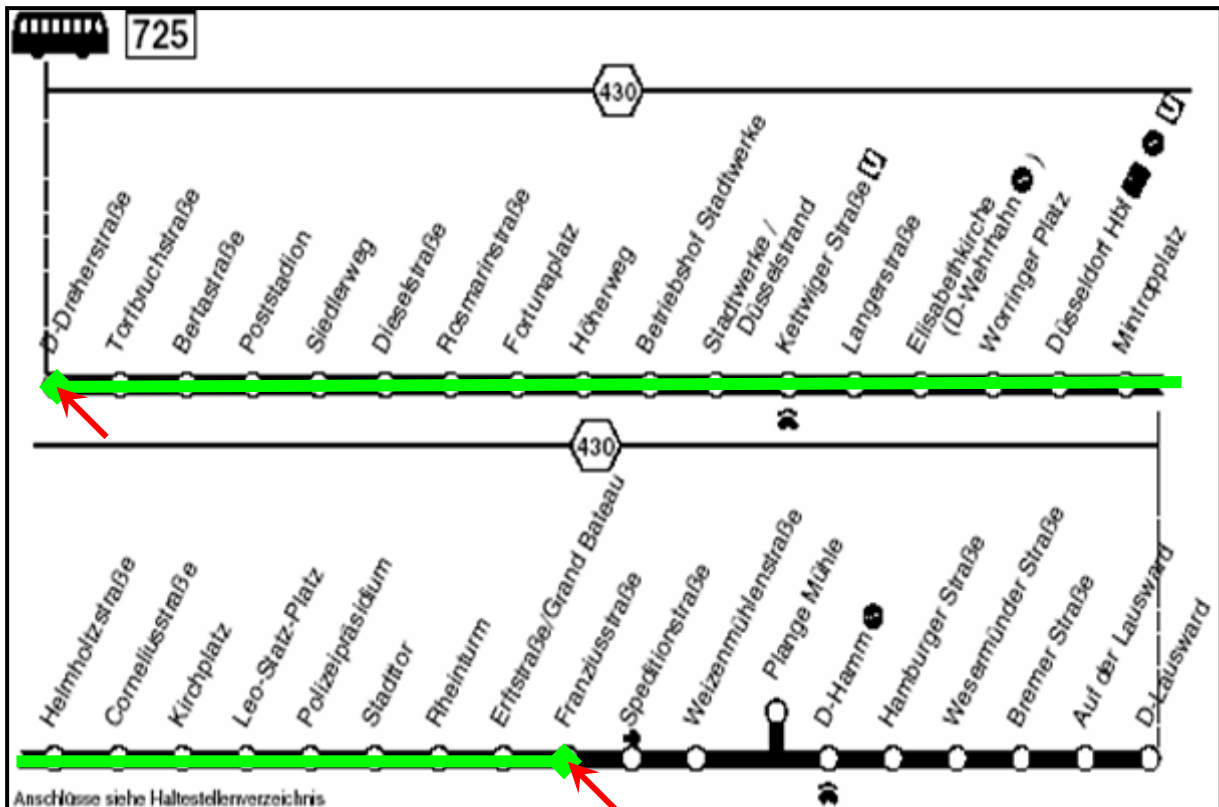 725
430
D-Dreherstraße
Torfbruchstraße
Bertastraße
Poststadion
Siedlerweg
Dieselstraße
Rosmarinstraße
Fortunaplatz
Höherweg
Betriebshof Stadtwerke
Stadtwerke /
Düsselstrand
Kettwiger Straße U
Langerstraße
Elisabethkirche
(D-Wehrhahn S )
Worringer Platz
Düsseldorf Hbf S U
Mintropplatz
430
Helmholtzstraße
Corneliusstraße
Kirchplatz
Leo-Statz-Platz
Polizeipräsidium
Stadttor
Rheinturm
Erftstraße/Grand Bateau
Franziusstraße
Speditionstraße
Weizenmühlenstraße
Plange Mühle
D-Hamm S
Hamburger Straße
Wesermünder Straße
Bremer Straße
Auf der Lausward
D-Lausward
Anschlüsse siehe Haltestellenverzeichnis